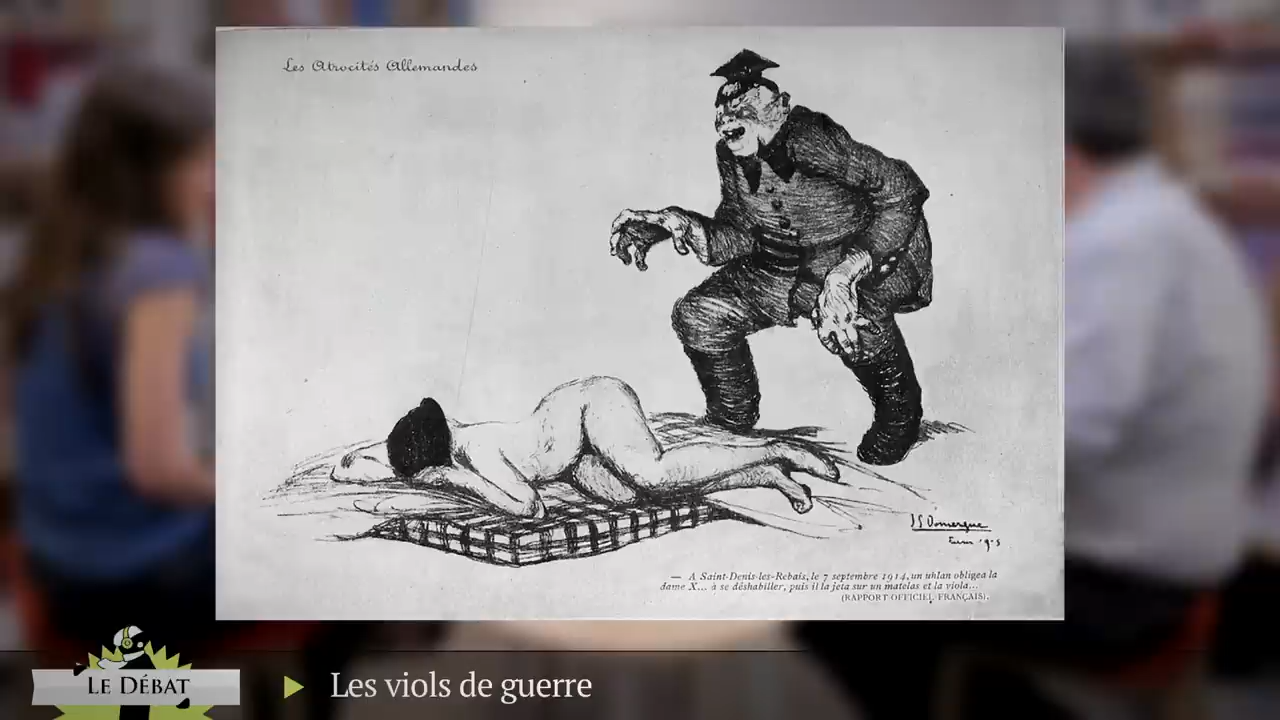 Les Atrocités Allemandes
J G Domergue
— A Saint-Denis-les-Rebais, le 7 septembre 1914, un uhlan obligea la
dame X... à se déshabiller, puis il la jeta sur un matelas et la viola...
(RAPPORT OFFICIEL FRANÇAIS).
LE DÉBAT
Les viols de guerre